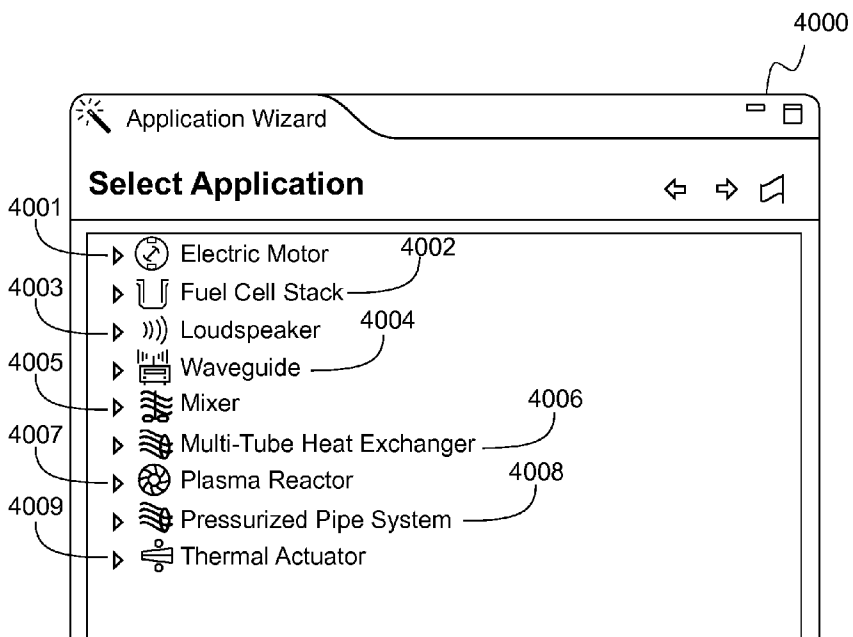 4000
Application Wizard
Select Application
4001
Electric Motor
4002
4003
Fuel Cell Stack
Loudspeaker
4004
4005
Waveguide
Mixer
4006
4007
Multi-Tube Heat Exchanger
Plasma Reactor
4008
4009
Pressurized Pipe System
Thermal Actuator